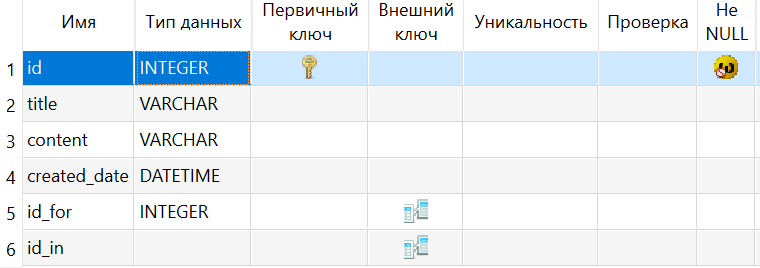 Имя Тип данных Первичный ключ Внешний ключ Уникальность Проверка Не NULL
1 id INTEGER
2 title VARCHAR
3 content VARCHAR
4 created_date DATETIME
5 id_for INTEGER
6 id_in